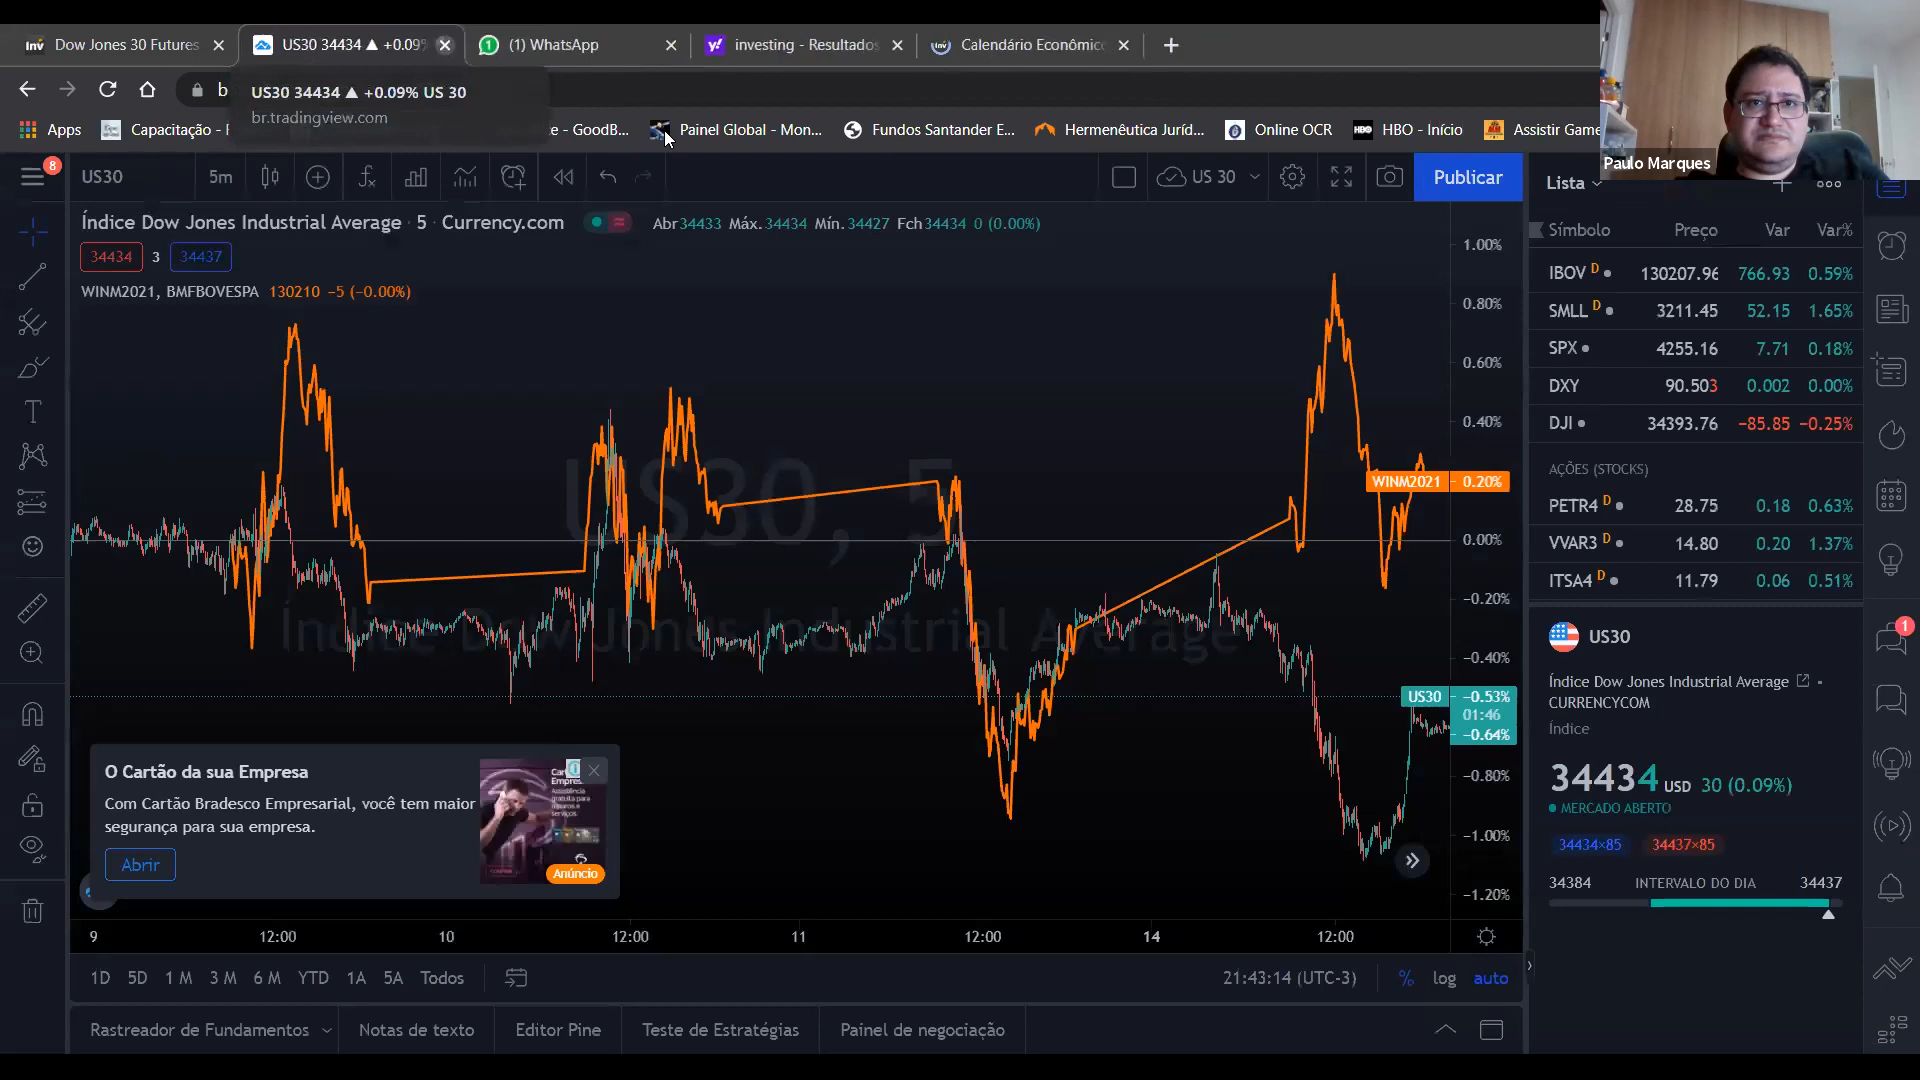 Dow Jones 30 Futures
US30 34434 ▲ +0.09%
(1) WhatsApp
investing - Resultados
Calendário Econômic
US30 34434 ▲ +0.09% US 30
br.tradingview.com
Apps
Capacitação -
te - GoodB...
Painel Global - Mon...
Fundos Santander E...
Hermenêutica Juríd...
Online OCR
HBO - Início
Assistir Game
Paulo Marques
8
US30
5m
US 30
Publicar
Lista
Índice Dow Jones Industrial Average · 5 · Currency.com
Abr34433 Máx.34434 Mín.34427 Fch34434 0 (0.00%)
34434 3 34437
WINM2021, BMFBOVESPA 130210 −5 (−0.00%)
US30, 5
Índice Dow Jones Industrial Average
1.00%
0.80%
0.60%
0.40%
WINM2021 0.20%
0.00%
−0.20%
−0.40%
US30 −0.53%
01:46
−0.64%
−0.80%
−1.00%
−1.20%
O Cartão da sua Empresa
Com Cartão Bradesco Empresarial, você tem maior
segurança para sua empresa.
Abrir
Anúncio
9 12:00 10 12:00 11 12:00 14 12:00
1D 5D 1 M 3 M 6 M YTD 1A 5A Todos
21:43:14 (UTC-3) % log auto
Rastreador de Fundamentos
Notas de texto
Editor Pine
Teste de Estratégias
Painel de negociação
Símbolo Preço Var Var%
IBOV D 130207.96 766.93 0.59%
SMLL D 3211.45 52.15 1.65%
SPX 4255.16 7.71 0.18%
DXY 90.503 0.002 0.00%
DJI 34393.76 −85.85 −0.25%
AÇÕES (STOCKS)
PETR4 D 28.75 0.18 0.63%
VVAR3 D 14.80 0.20 1.37%
ITSA4 D 11.79 0.06 0.51%
US30
Índice Dow Jones Industrial Average
CURRENCYCOM
Índice
34434 USD 30 (0.09%)
MERCADO ABERTO
34434×85 34437×85
34384 INTERVALO DO DIA 34437
1